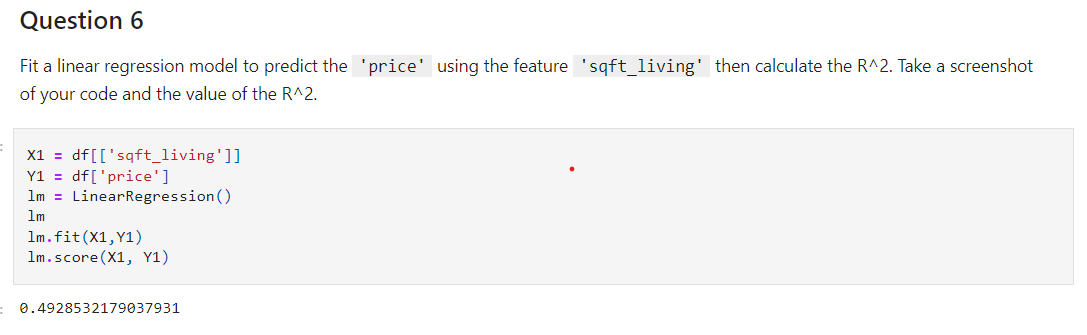 Question 6
Fit a linear regression model to predict the 'price' using the feature 'sqft_living' then calculate the R^2. Take a screenshot
of your code and the value of the R^2.
:
X1 = df[['sqft_living']]
Y1 = df['price']
lm = LinearRegression()
lm
lm.fit(X1,Y1)
lm.score(X1, Y1)
: 0.4928532179037931